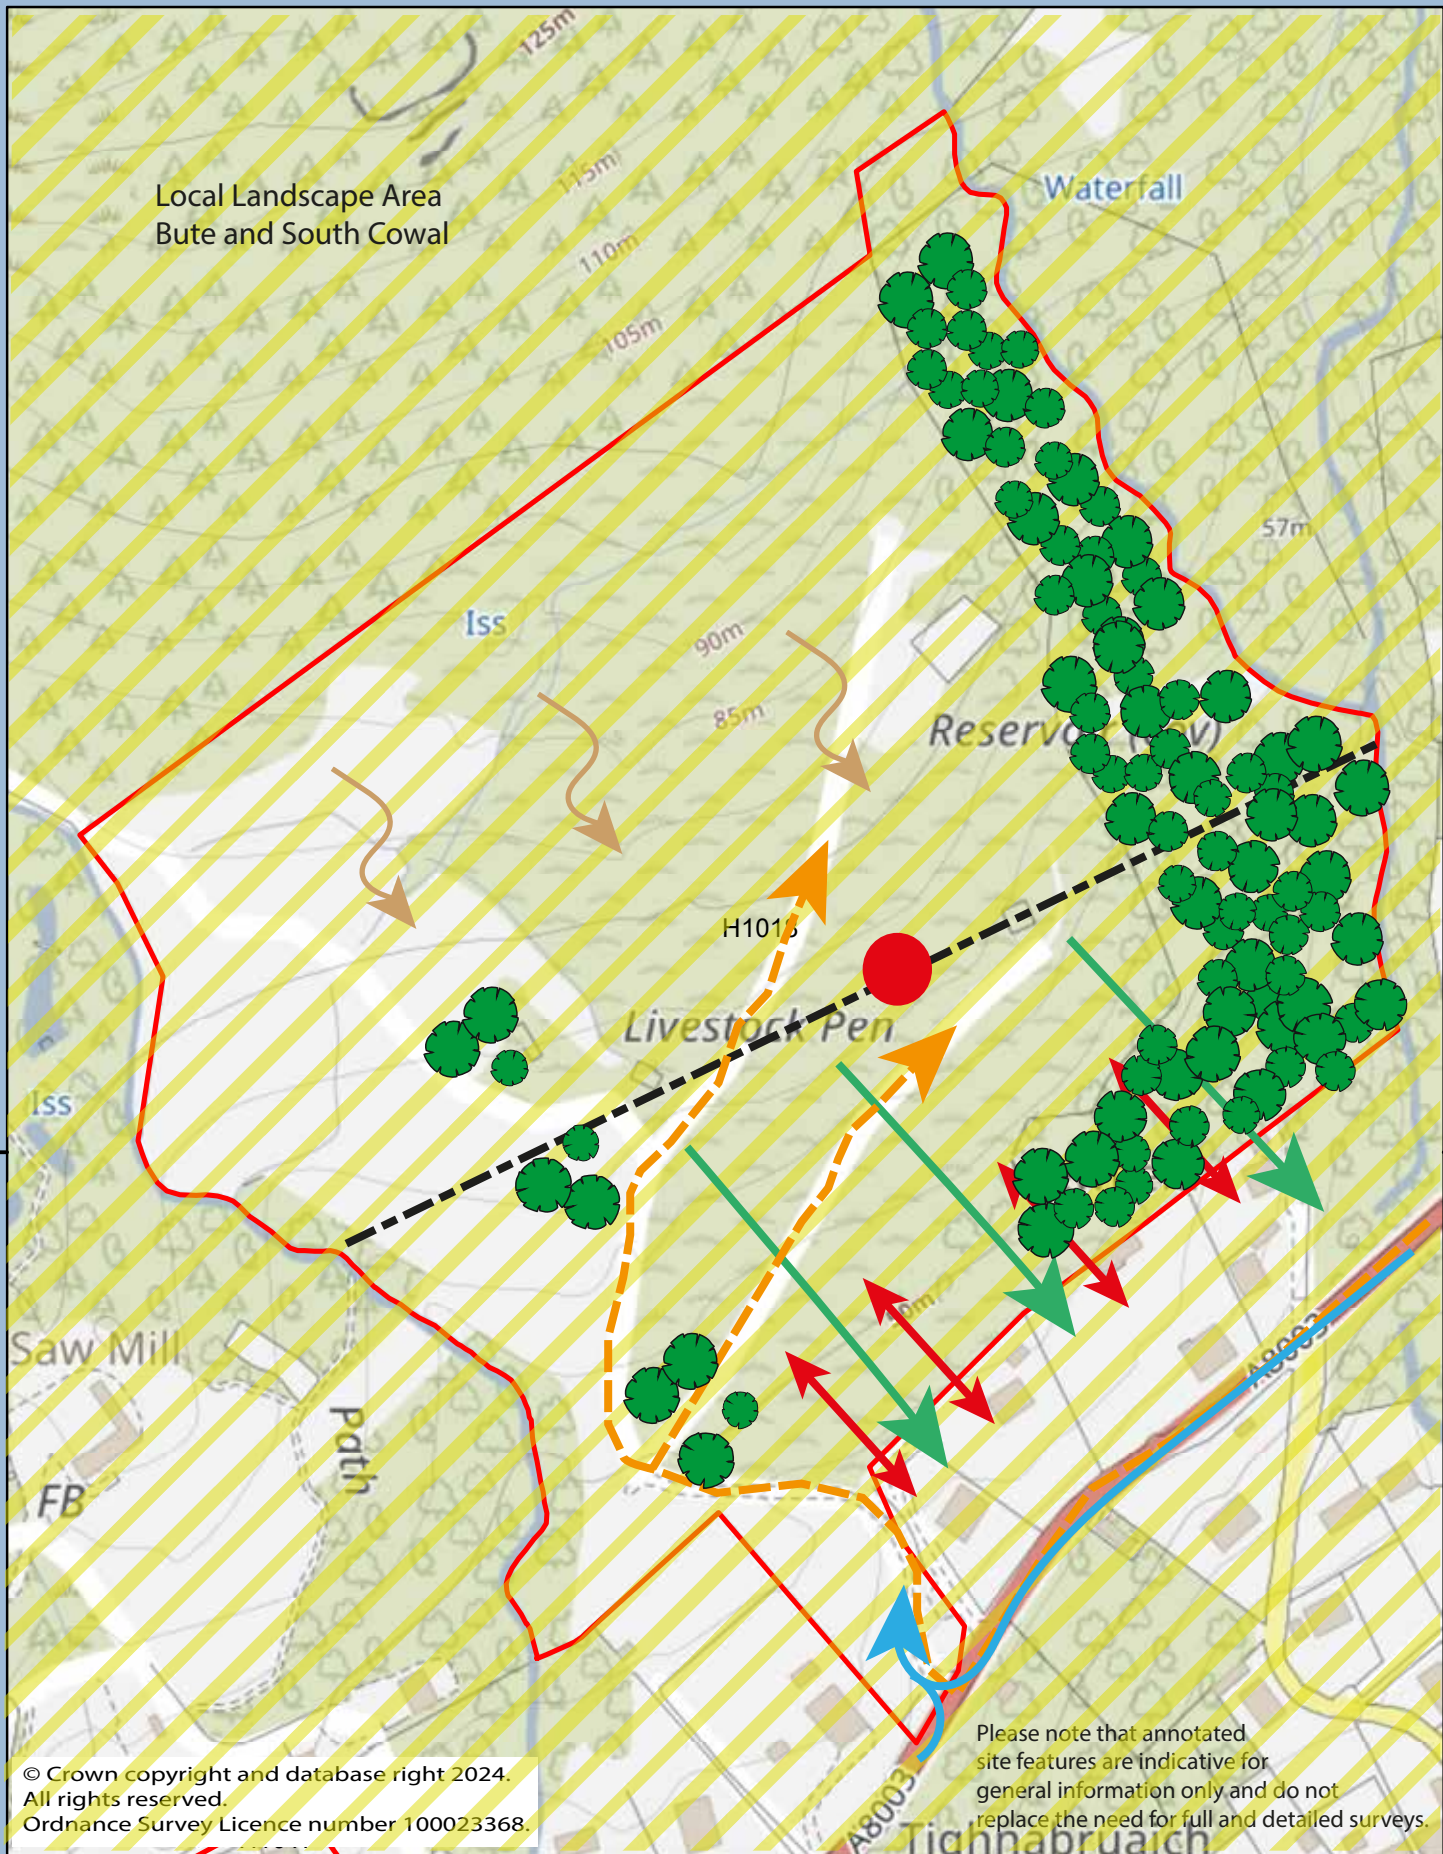 125m
115m
Local Landscape Area
Bute and South Cowal
Waterfall
110m
105m
57m
Iss
90m
85m
H1018
Livestock Pen
Iss
Saw Mill
Path
FB
A8003
Please note that annotated
site features are indicative for
general information only and do not
replace the need for full and detailed surveys.
© Crown copyright and database right 2024.
All rights reserved.
Ordnance Survey Licence number 100023368.
A8003
Tighnabruaich